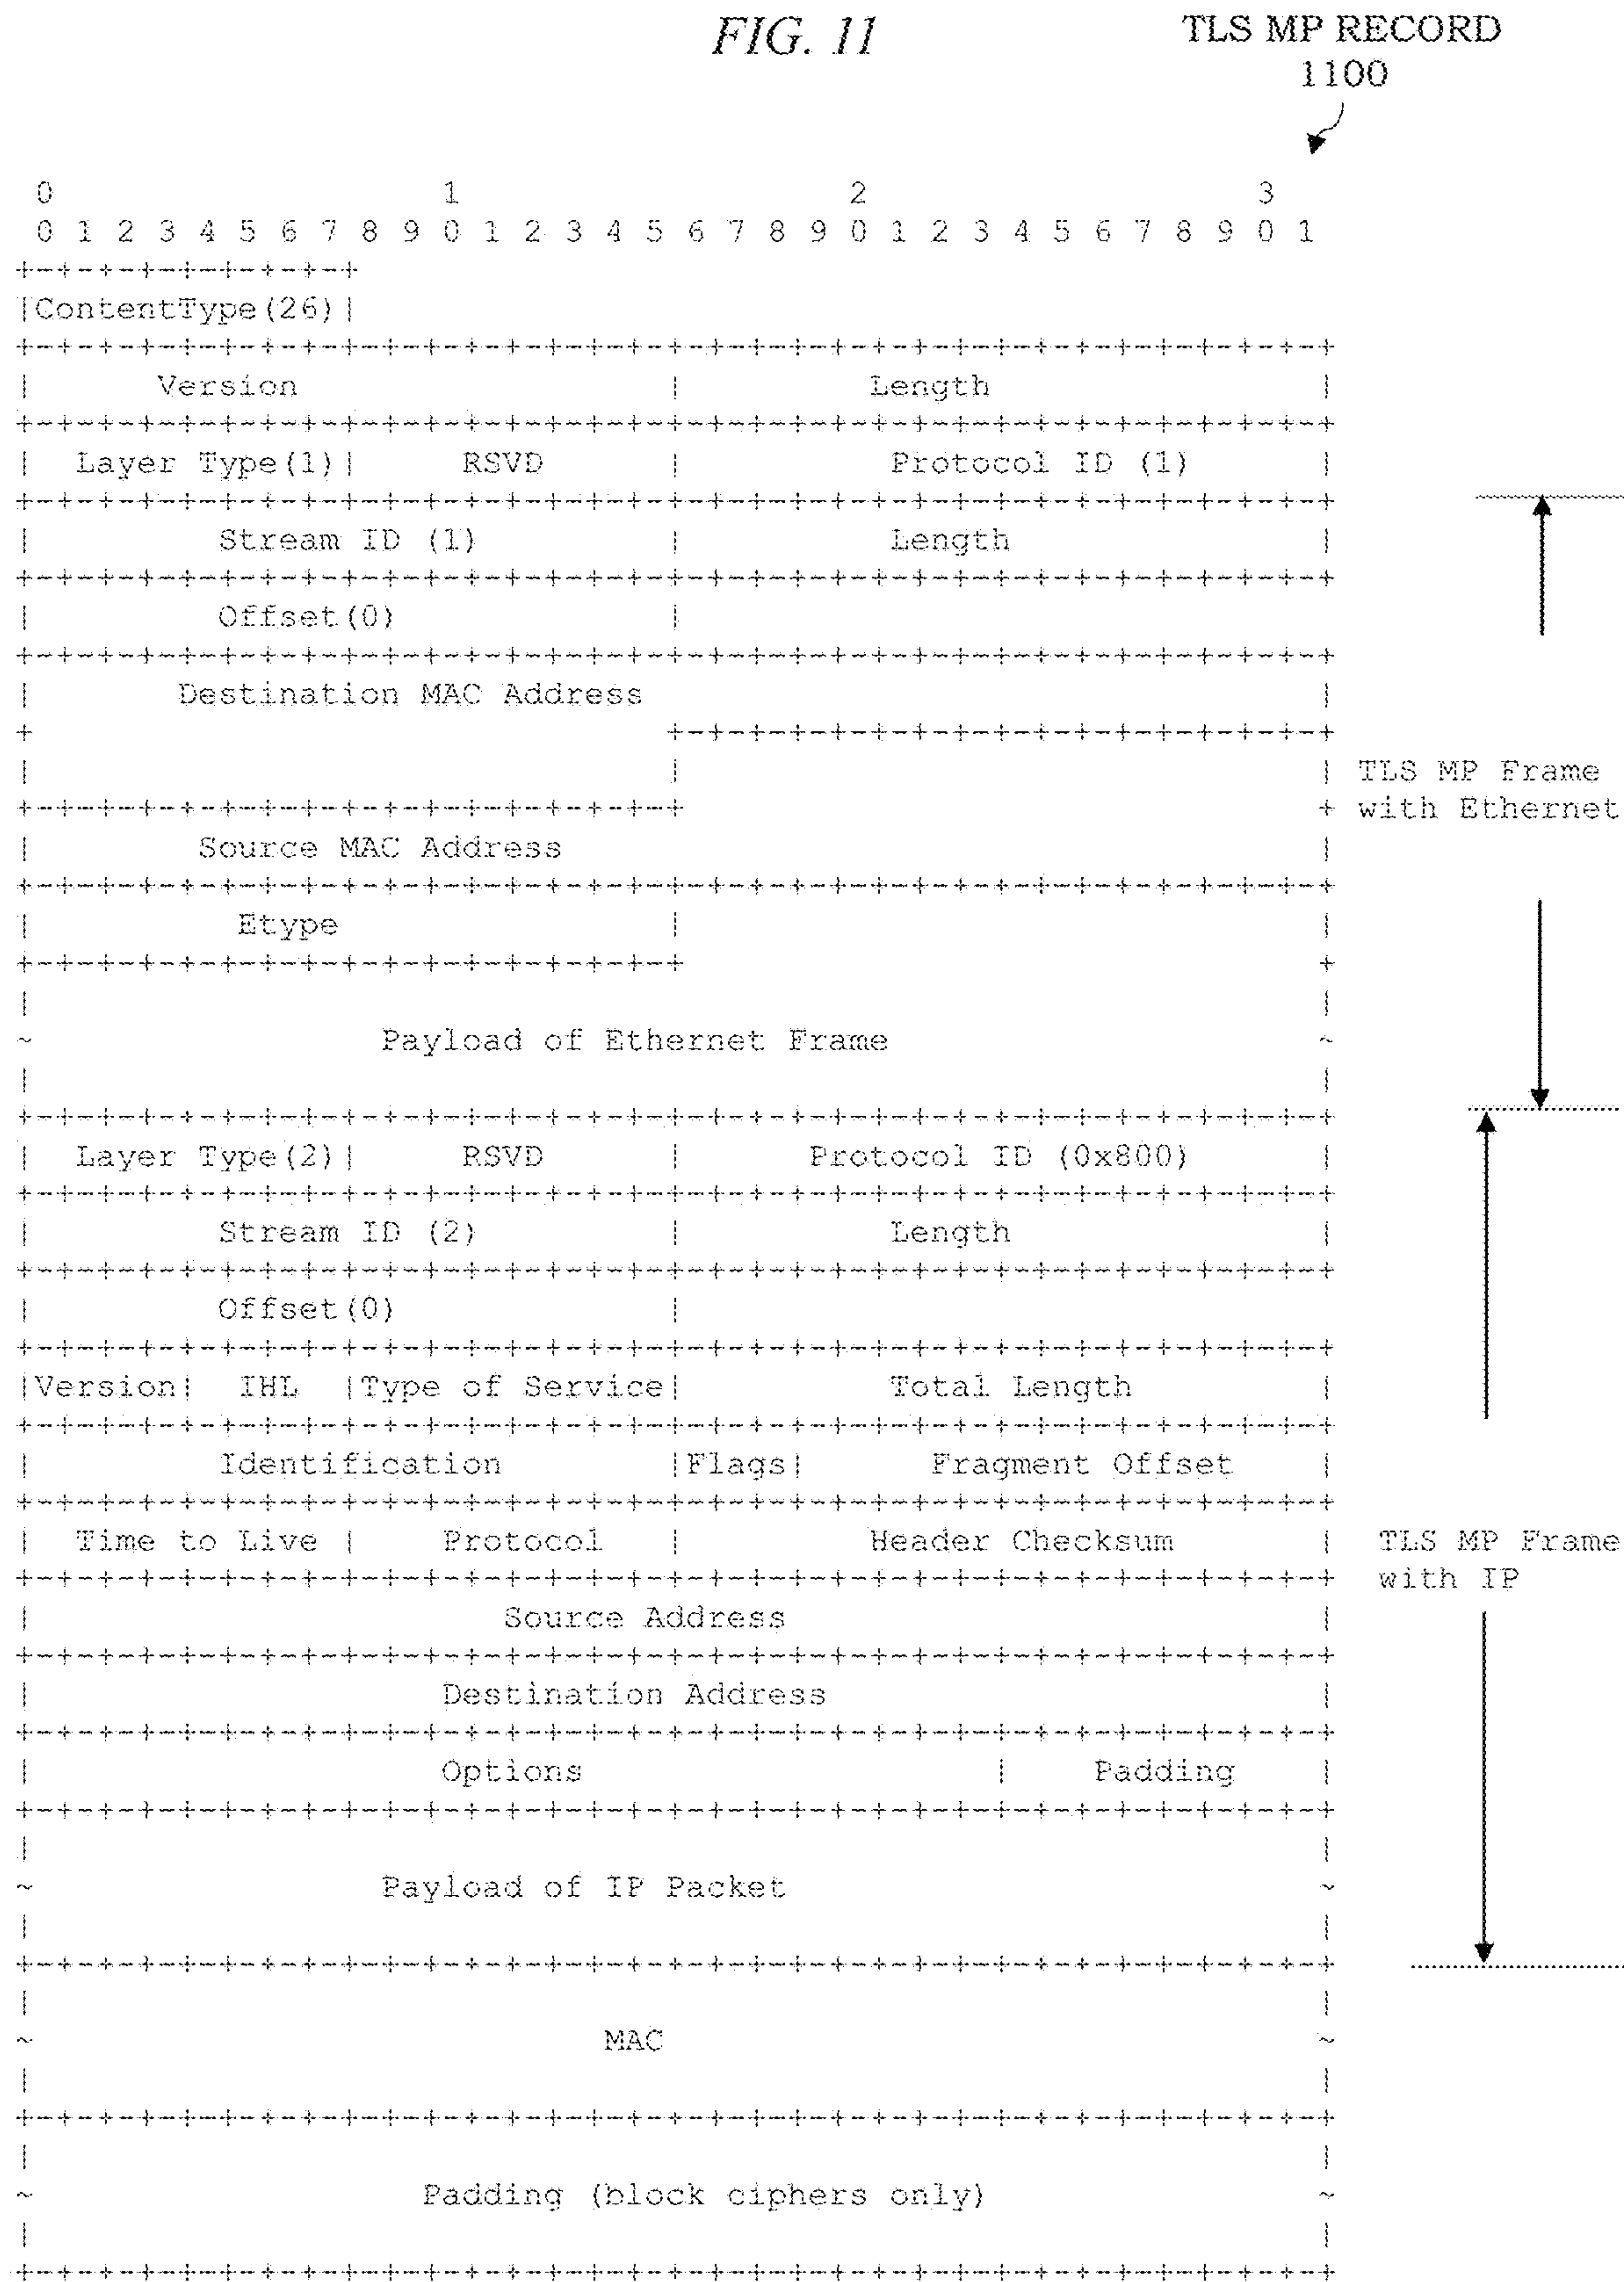 FIG. 11
TLS MP RECORD
1100
0 1 2 3
0 1 2 3 4 5 6 7 8 9 0 1 2 3 4 5 6 7 8 9 0 1 2 3 4 5 6 7 8 9 0 1
+-+-+-+-+-+-+-+-+
|ContentType(26)|
+-+-+-+-+-+-+-+-+-+-+-+-+-+-+-+-+-+-+-+-+-+-+-+-+-+-+-+-+-+-+-+-+
| Version | Length |
+-+-+-+-+-+-+-+-+-+-+-+-+-+-+-+-+-+-+-+-+-+-+-+-+-+-+-+-+-+-+-+-+
| Layer Type(1)| RSVD | Protocol ID (1) |
+-+-+-+-+-+-+-+-+-+-+-+-+-+-+-+-+-+-+-+-+-+-+-+-+-+-+-+-+-+-+-+-+
| Stream ID (1) | Length |
+-+-+-+-+-+-+-+-+-+-+-+-+-+-+-+-+-+-+-+-+-+-+-+-+-+-+-+-+-+-+-+-+
| Offset(0) |
+-+-+-+-+-+-+-+-+-+-+-+-+-+-+-+-+-+-+-+-+-+-+-+-+-+-+-+-+-+-+-+-+
| Destination MAC Address |
+ +-+-+-+-+-+-+-+-+-+-+-+-+-+-+-+-+
| | | TLS MP Frame
+-+-+-+-+-+-+-+-+-+-+-+-+-+-+-+-+ + with Ethernet
| Source MAC Address |
+-+-+-+-+-+-+-+-+-+-+-+-+-+-+-+-+-+-+-+-+-+-+-+-+-+-+-+-+-+-+-+-+
| Etype | |
+-+-+-+-+-+-+-+-+-+-+-+-+-+-+-+-+ +
| |
~ Payload of Ethernet Frame ~
| |
+-+-+-+-+-+-+-+-+-+-+-+-+-+-+-+-+-+-+-+-+-+-+-+-+-+-+-+-+-+-+-+-+
| Layer Type(2)| RSVD | Protocol ID (0x800) |
+-+-+-+-+-+-+-+-+-+-+-+-+-+-+-+-+-+-+-+-+-+-+-+-+-+-+-+-+-+-+-+-+
| Stream ID (2) | Length |
+-+-+-+-+-+-+-+-+-+-+-+-+-+-+-+-+-+-+-+-+-+-+-+-+-+-+-+-+-+-+-+-+
| Offset(0) |
+-+-+-+-+-+-+-+-+-+-+-+-+-+-+-+-+-+-+-+-+-+-+-+-+-+-+-+-+-+-+-+-+
|Version| IHL |Type of Service| Total Length |
+-+-+-+-+-+-+-+-+-+-+-+-+-+-+-+-+-+-+-+-+-+-+-+-+-+-+-+-+-+-+-+-+
| Identification |Flags| Fragment Offset |
+-+-+-+-+-+-+-+-+-+-+-+-+-+-+-+-+-+-+-+-+-+-+-+-+-+-+-+-+-+-+-+-+
| Time to Live | Protocol | Header Checksum | TLS MP Frame
+-+-+-+-+-+-+-+-+-+-+-+-+-+-+-+-+-+-+-+-+-+-+-+-+-+-+-+-+-+-+-+-+ with IP
| Source Address |
+-+-+-+-+-+-+-+-+-+-+-+-+-+-+-+-+-+-+-+-+-+-+-+-+-+-+-+-+-+-+-+-+
| Destination Address |
+-+-+-+-+-+-+-+-+-+-+-+-+-+-+-+-+-+-+-+-+-+-+-+-+-+-+-+-+-+-+-+-+
| Options | Padding |
+-+-+-+-+-+-+-+-+-+-+-+-+-+-+-+-+-+-+-+-+-+-+-+-+-+-+-+-+-+-+-+-+
| |
~ Payload of IP Packet ~
| |
+-+-+-+-+-+-+-+-+-+-+-+-+-+-+-+-+-+-+-+-+-+-+-+-+-+-+-+-+-+-+-+-+
| |
~ MAC ~
| |
+-+-+-+-+-+-+-+-+-+-+-+-+-+-+-+-+-+-+-+-+-+-+-+-+-+-+-+-+-+-+-+-+
| |
~ Padding (block ciphers only) ~
| |
+-+-+-+-+-+-+-+-+-+-+-+-+-+-+-+-+-+-+-+-+-+-+-+-+-+-+-+-+-+-+-+-+